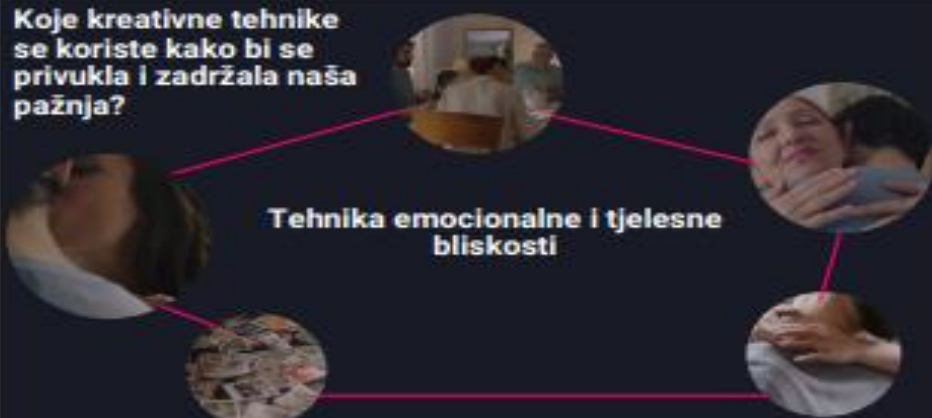 Koje kreativne tehnike
se koriste kako bi se
privukla i zadržala naša
pažnja?
Tehnika emocionalne i tjelesne
bliskosti